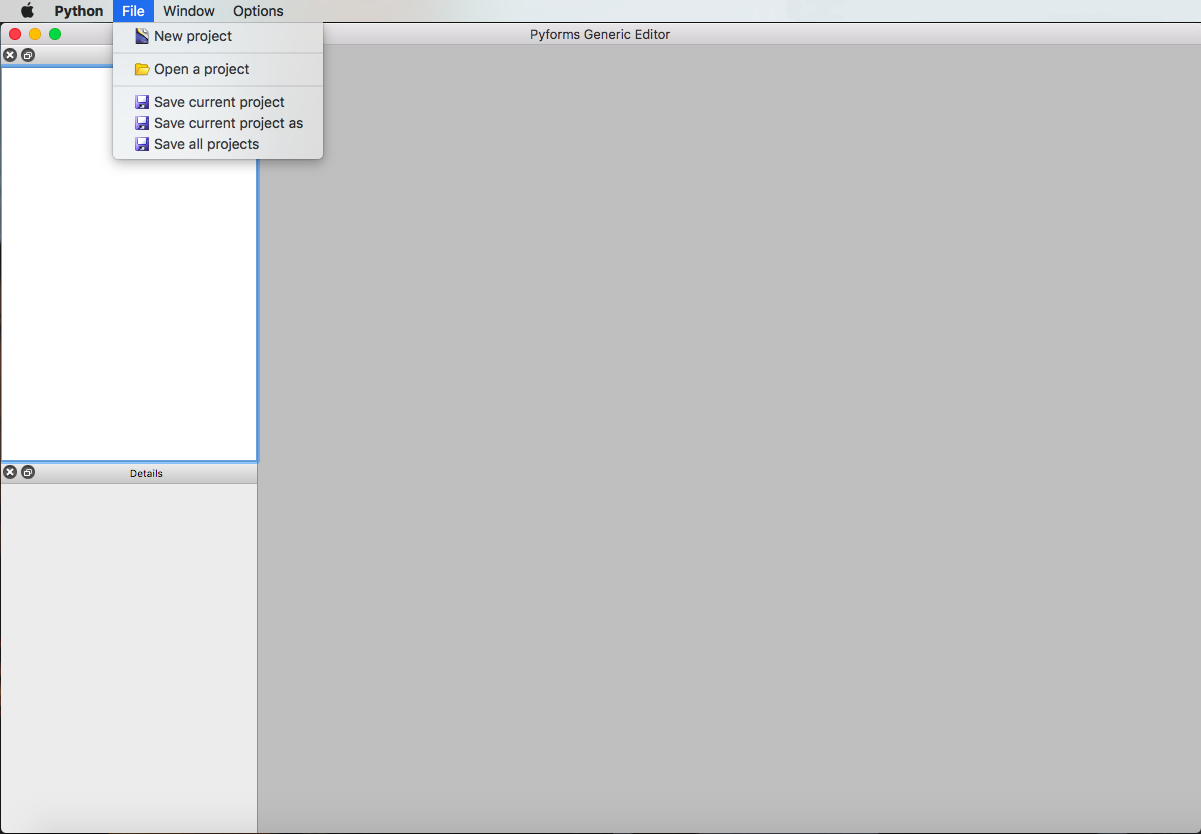 Python File Window Options
Pyforms Generic Editor
New project
Open a project
Save current project
Save current project as
Save all projects
Details